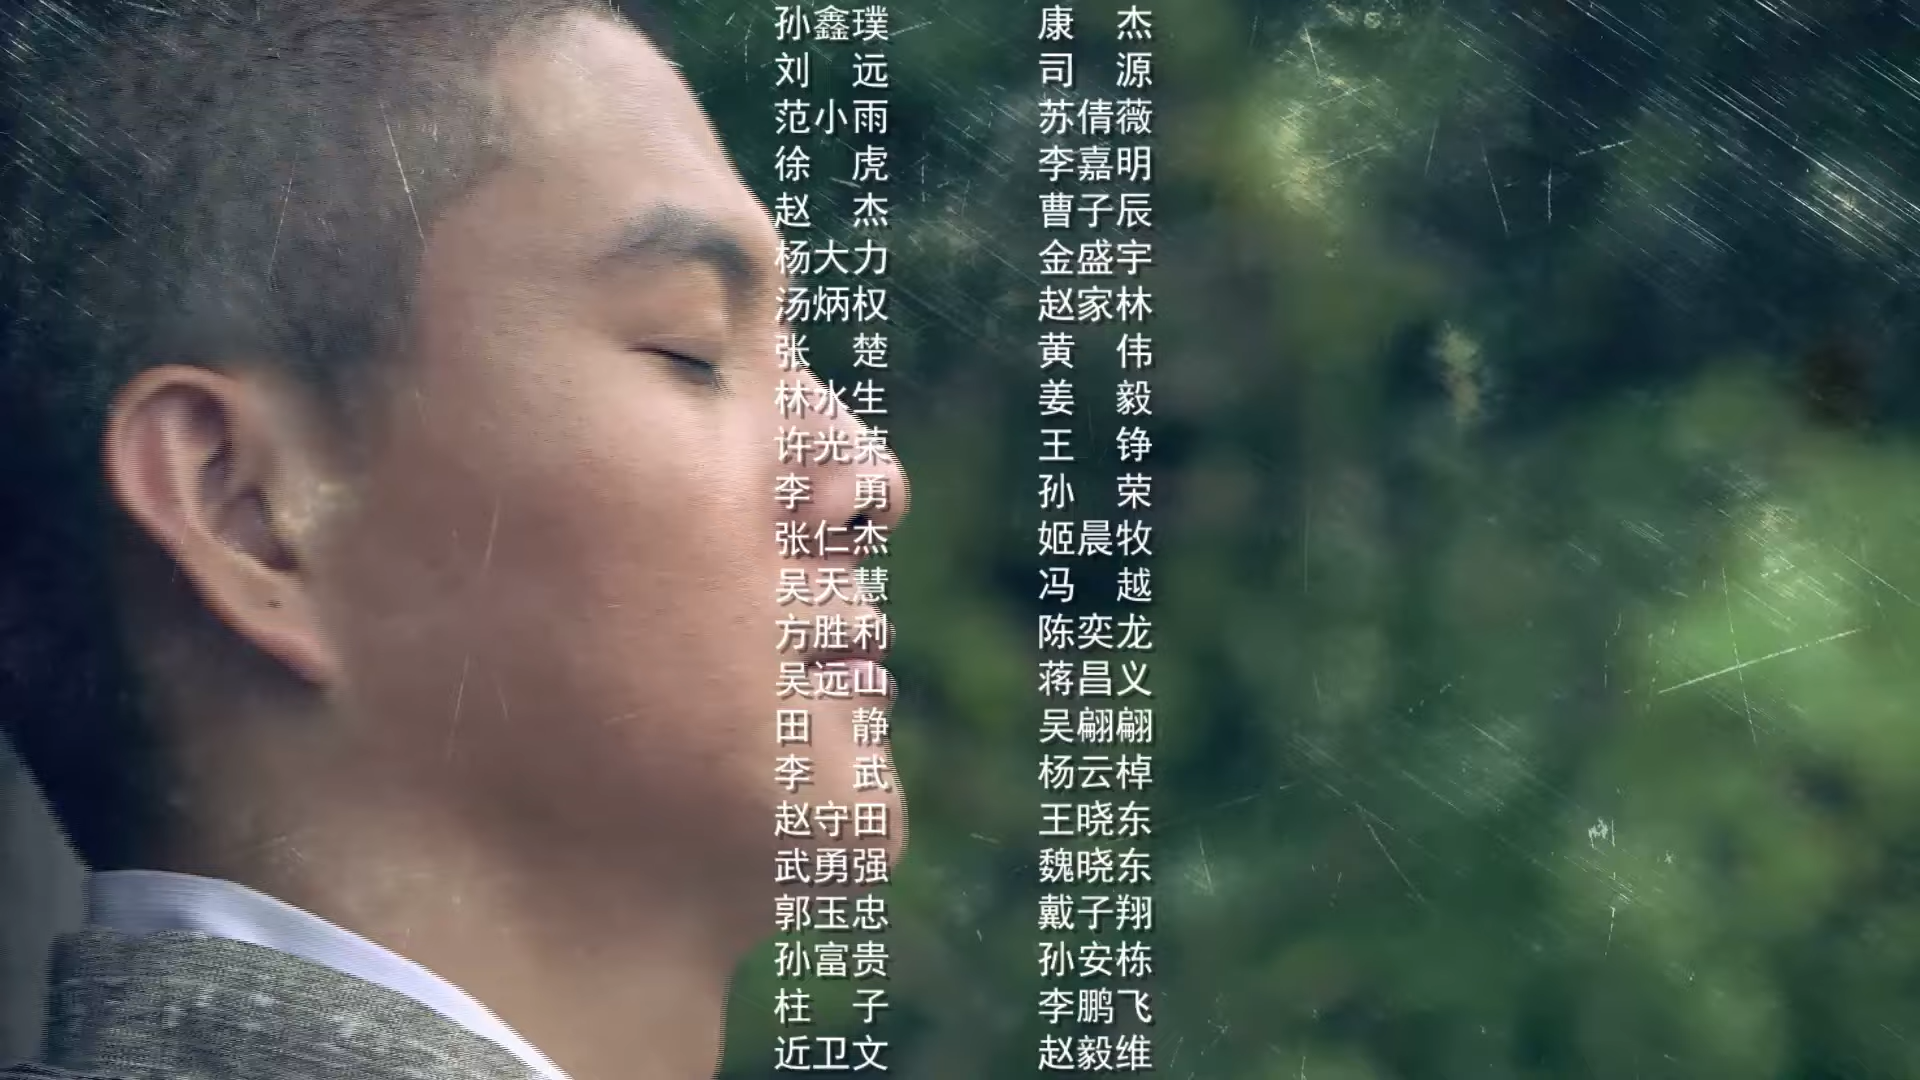 孙鑫璞 康杰
刘远 司源
范小雨 苏倩薇
徐虎 李嘉明
赵杰 曹子辰
杨大力 金盛宇
汤炳权 赵家林
张楚 黄伟
林水生 姜毅
许光荣 王铮
李勇 孙荣
张仁杰 姬晨牧
吴天慧 冯越
方胜利 陈奕龙
吴远山 蒋昌义
田静 吴翩翩
李武 杨云棹
赵守田 王晓东
武勇强 魏晓东
郭玉忠 戴子翔
孙富贵 孙安栋
柱子 李鹏飞
近卫文 赵毅维